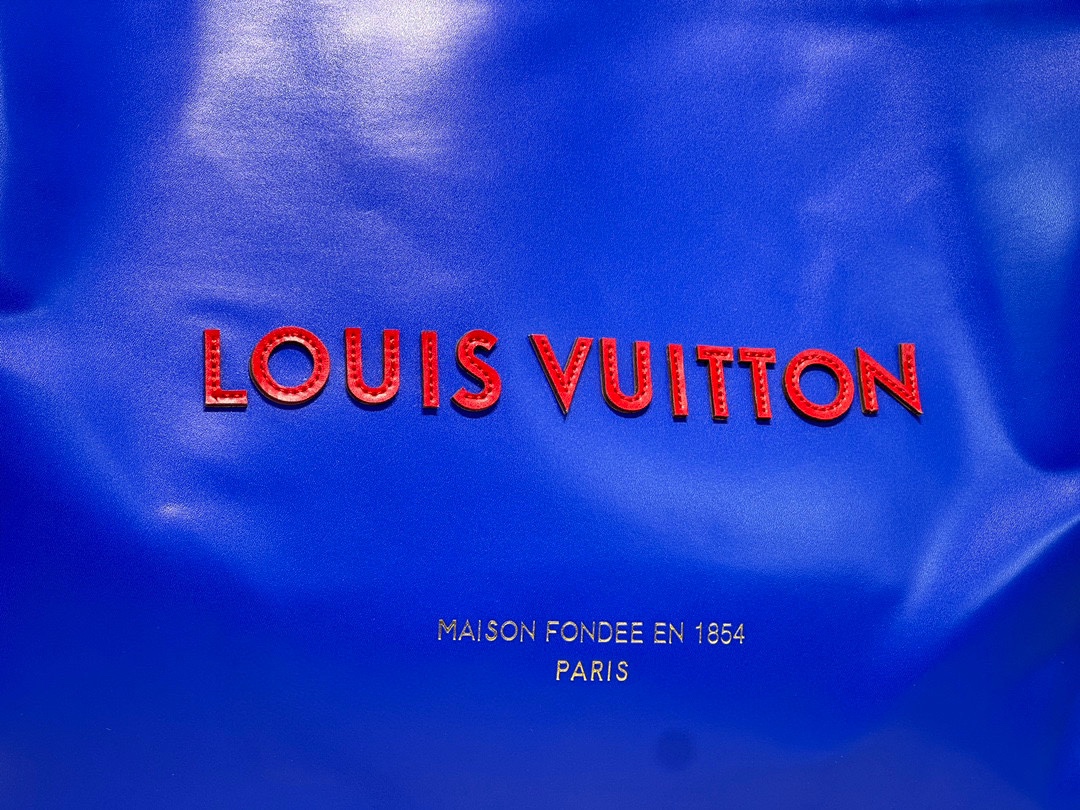 LOUIS VUITTON
MAISON FONDEE EN 1854
PARIS